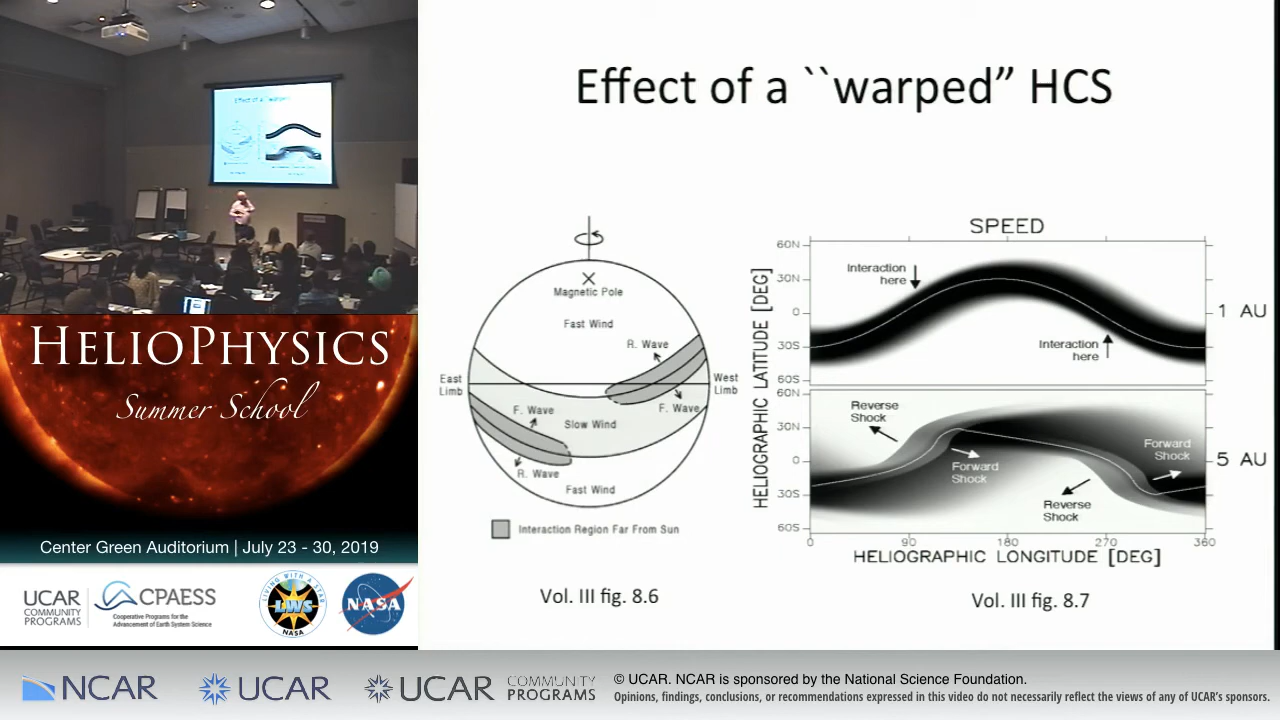 Effect of a ``warped” HCS
Magnetic Pole
Fast Wind
R. Wave
East
Limb
West
Limb
F. Wave
F. Wave
Slow Wind
R. Wave
Fast Wind
Interaction Region Far From Sun
Vol. III fig. 8.6
SPEED
HELIOGRAPHIC LATITUDE [DEG]
60N
30N
0
30S
60S
Interaction
here
Interaction
here
1 AU
60N
30N
0
30S
60S
Reverse
Shock
Forward
Shock
Reverse
Shock
Forward
Shock
5 AU
0
90
180
270
360
HELIOGRAPHIC LONGITUDE [DEG]
Vol. III fig. 8.7
HELIOPHYSICS
Summer School
Center Green Auditorium | July 23 - 30, 2019
UCAR
COMMUNITY
PROGRAMS
CPAESS
Cooperative Programs for the
Advancement of Earth System Science
LIVING WITH A STAR
LWS
NASA
NASA
NCAR
UCAR
UCAR
COMMUNITY
PROGRAMS
© UCAR. NCAR is sponsored by the National Science Foundation.
Opinions, findings, conclusions, or recommendations expressed in this video do not necessarily reflect the views of any of UCAR's sponsors.